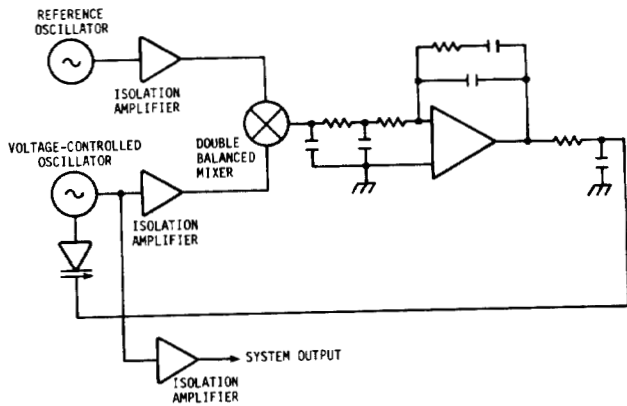 REFERENCE
OSCILLATOR
ISOLATION
AMPLIFIER
VOLTAGE-CONTROLLED
OSCILLATOR
DOUBLE
BALANCED
MIXER
ISOLATION
AMPLIFIER
SYSTEM OUTPUT
ISOLATION
AMPLIFIER